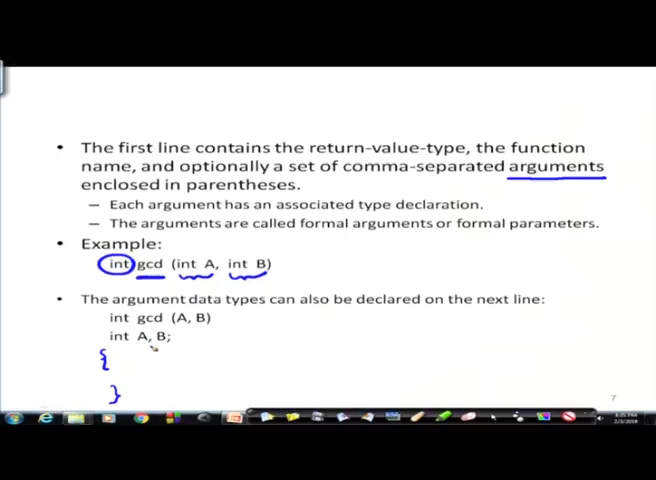 • The first line contains the return-value-type, the function
name, and optionally a set of comma-separated arguments
enclosed in parentheses.
– Each argument has an associated type declaration.
– The arguments are called formal arguments or formal parameters.
• Example:
int gcd (int A, int B)
• The argument data types can also be declared on the next line:
int gcd (A, B)
int A, B;
{
}
7
2/3/2018